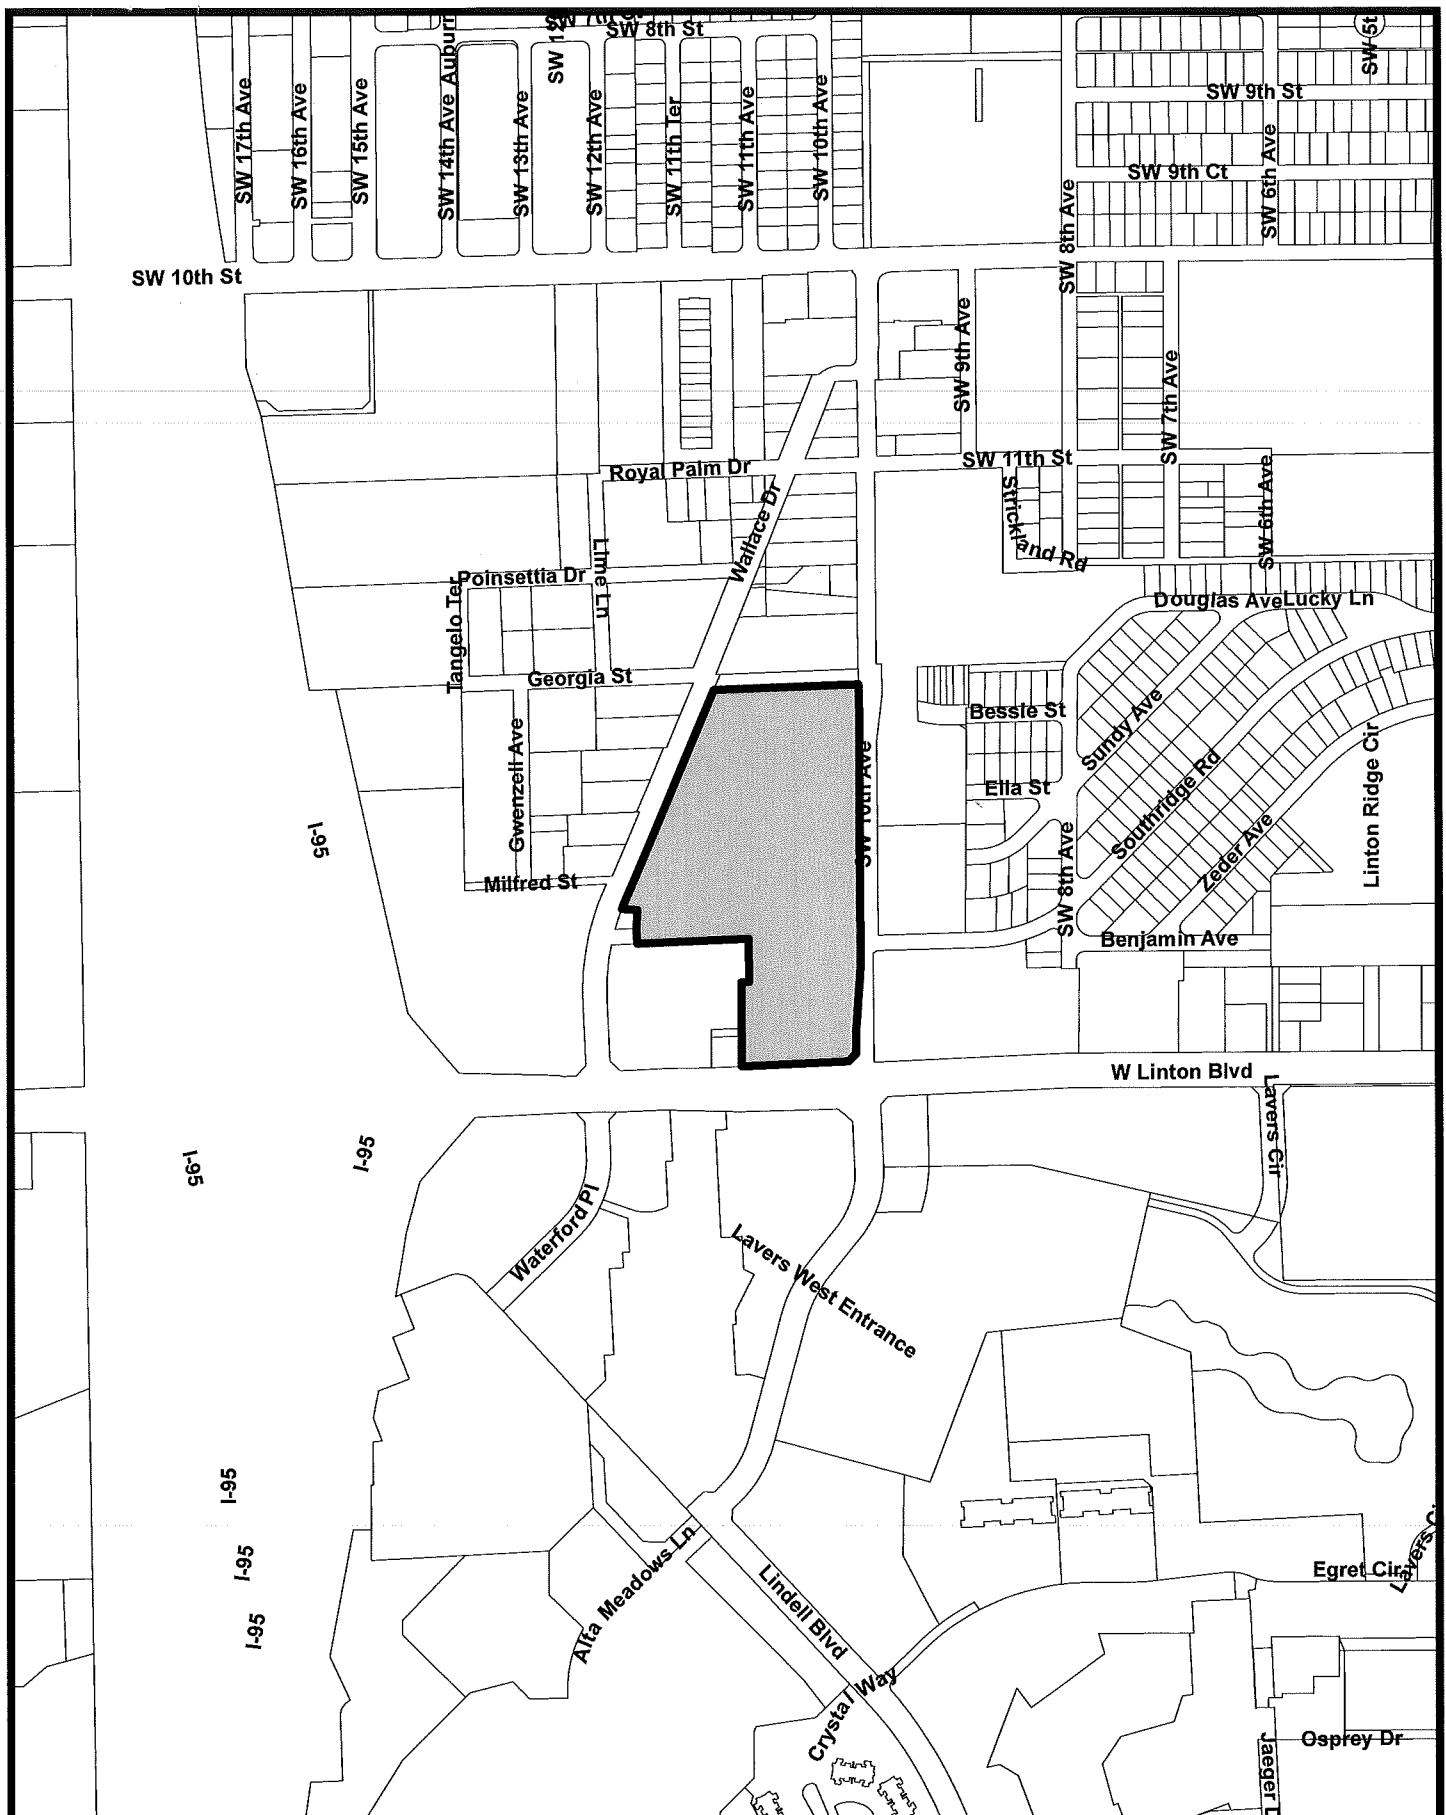 SW 8th St
SW 9th St
SW 17th Ave
SW 16th Ave
SW 15th Ave
SW 14th Ave
SW 13th Ave
SW 12th Ave
SW 11th Ter
SW 11th Ave
SW 10th Ave
SW 9th Ct
SW 6th Ave
SW 8th Ave
SW 10th St
SW 9th Ave
SW 7th Ave
Royal Palm Dr
SW 11th St
Wallace Dr
Strickland Rd
SW 6th Ave
Poinsettia Dr
Lime Ln
Tangelo Ter
Douglas Ave
Lucky Ln
Georgia St
Bessie St
Sundy Ave
Gwenzell Ave
SW 10th Ave
Ella St
Southridge Rd
Linton Ridge Cir
I-95
Zeder Ave
Milfred St
SW 8th Ave
Benjamin Ave
W Linton Blvd
Lavers Cir
I-95
I-95
Waterford Pl
Lavers West Entrance
I-95
I-95
I-95
Alta Meadows Ln
Lindell Blvd
Egret Cir
Crystal Way
Osprey Dr